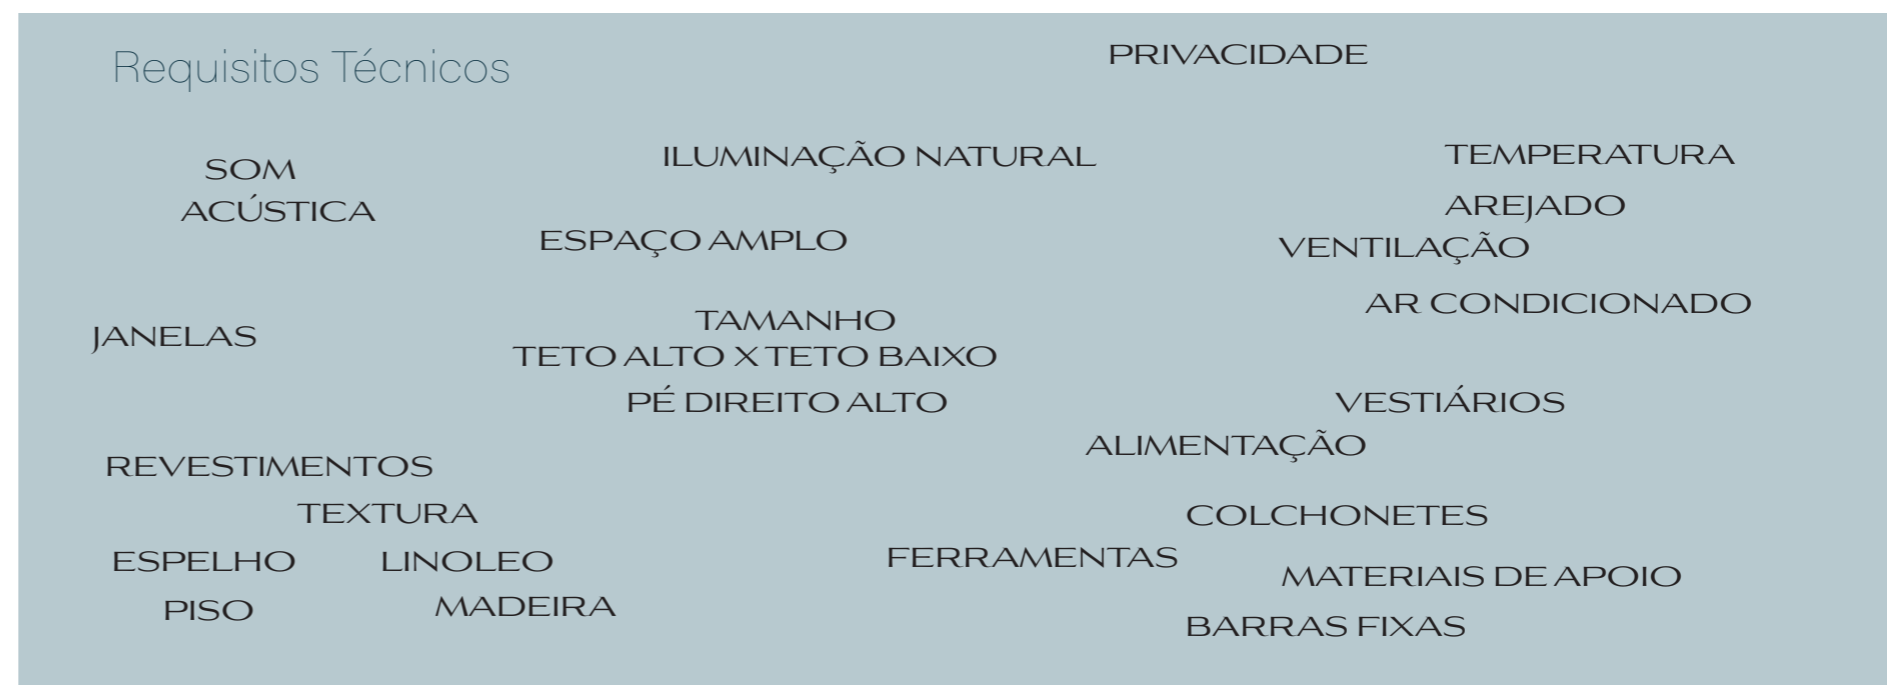 Requisitos Técnicos
PRIVACIDADE
SOM
ACÚSTICA
ILUMINAÇÃO NATURAL
TEMPERATURA
AREJADO
ESPAÇO AMPLO
VENTILAÇÃO
AR CONDICIONADO
JANELAS
TAMANHO
TETO ALTO X TETO BAIXO
PÉ DIREITO ALTO
VESTIÁRIOS
ALIMENTAÇÃO
REVESTIMENTOS
TEXTURA
COLCHONETES
ESPELHO
LINOLEO
FERRAMENTAS
MATERIAIS DE APOIO
PISO
MADEIRA
BARRAS FIXAS